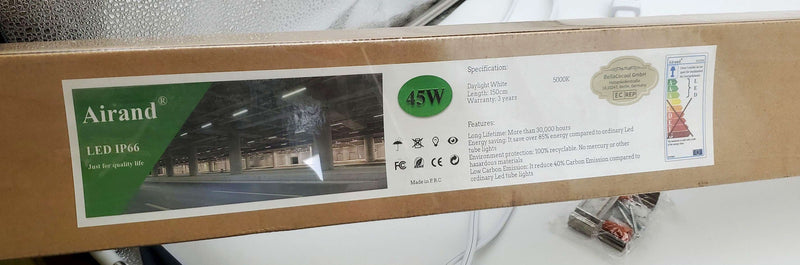 Airand®
LED IP66
Just for quality life
45W
Made in P.R.C
Specification:
Daylight White 5000K
Length: 150cm
Warranty: 3 years
Features:
Long Lifetime: More than 30,000 hours
Energy saving: It save over 85% energy compared to ordinary Led
tube lights
Environment protection: 100% recyclable. No mercury or other
hazardous materials
Low Carbon Emission: It reduce 40% Carbon Emission compared to
ordinary Led tube lights
BellaCocool GmbH
EC REP
Airand
L
E
D